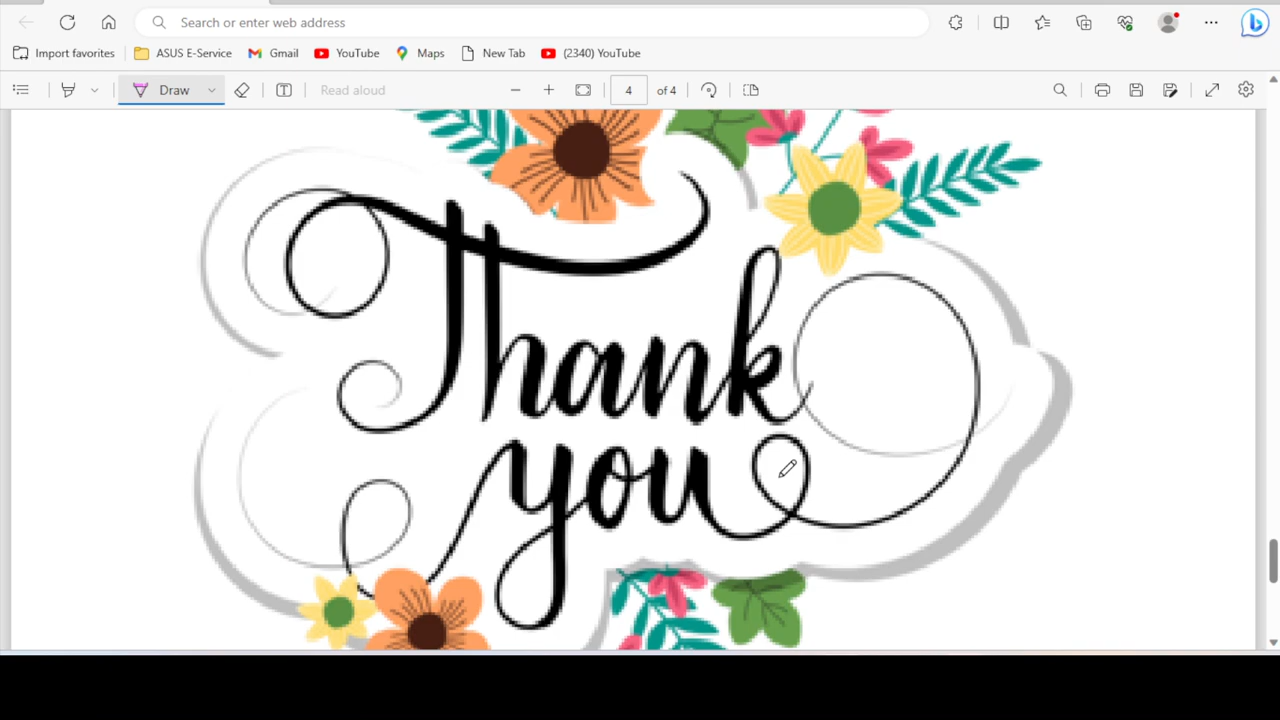 Search or enter web address
Import favorites ASUS E-Service Gmail YouTube Maps New Tab (2340) YouTube
Draw Read aloud 4 of 4
Thank
you